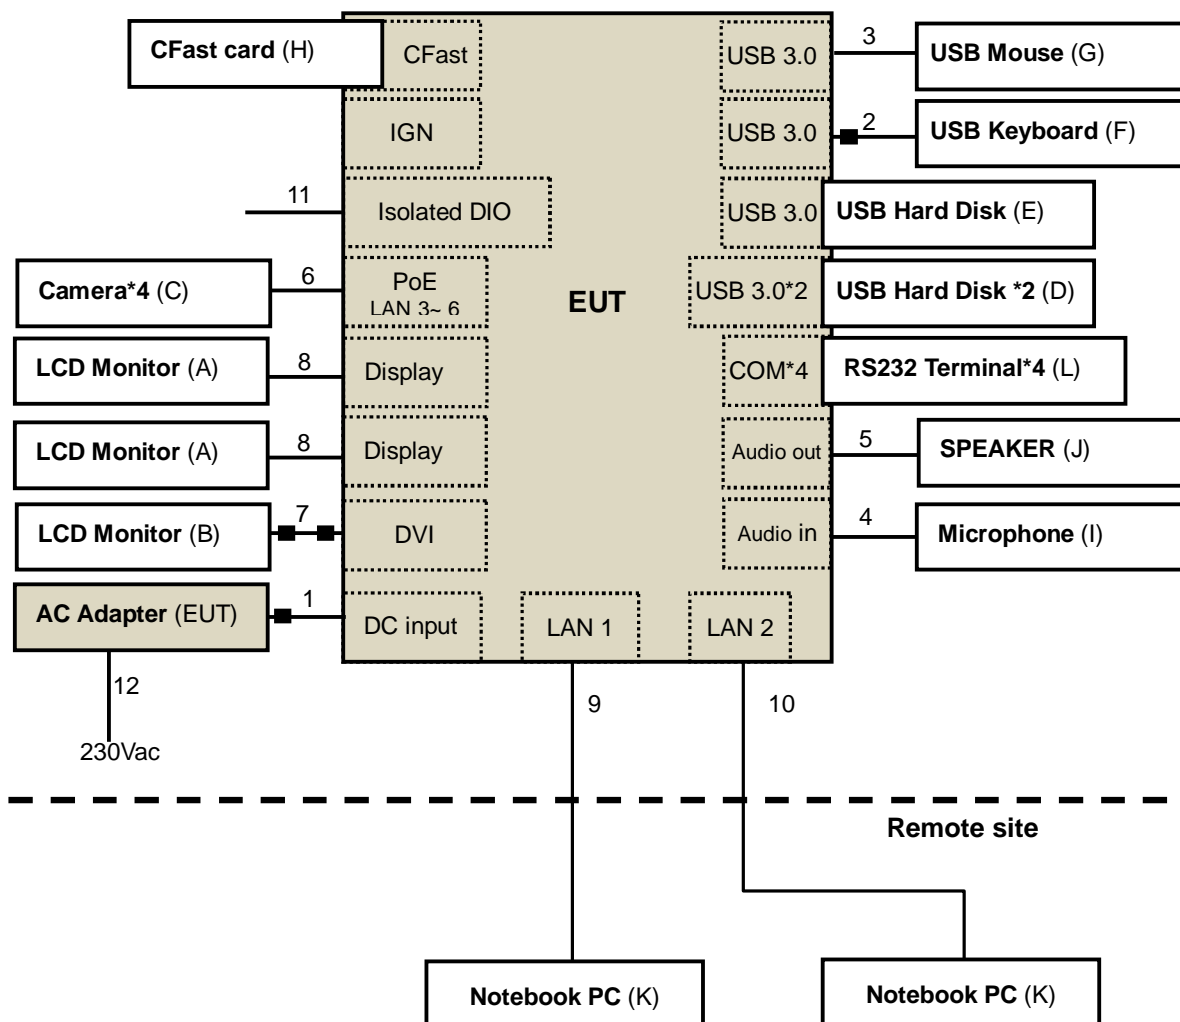 CFast card (H)
CFast
USB 3.0
3
USB Mouse (G)
IGN
USB 3.0
2
USB Keyboard (F)
11
Isolated DIO
USB 3.0
USB Hard Disk (E)
Camera*4 (C)
6
PoE
LAN 3~ 6
EUT
USB 3.0*2
USB Hard Disk *2 (D)
LCD Monitor (A)
8
Display
COM*4
RS232 Terminal*4 (L)
LCD Monitor (A)
8
Display
Audio out
5
SPEAKER (J)
LCD Monitor (B)
7
DVI
Audio in
4
Microphone (I)
AC Adapter (EUT)
1
DC input
LAN 1
LAN 2
12
9
10
230Vac
Remote site
Notebook PC (K)
Notebook PC (K)